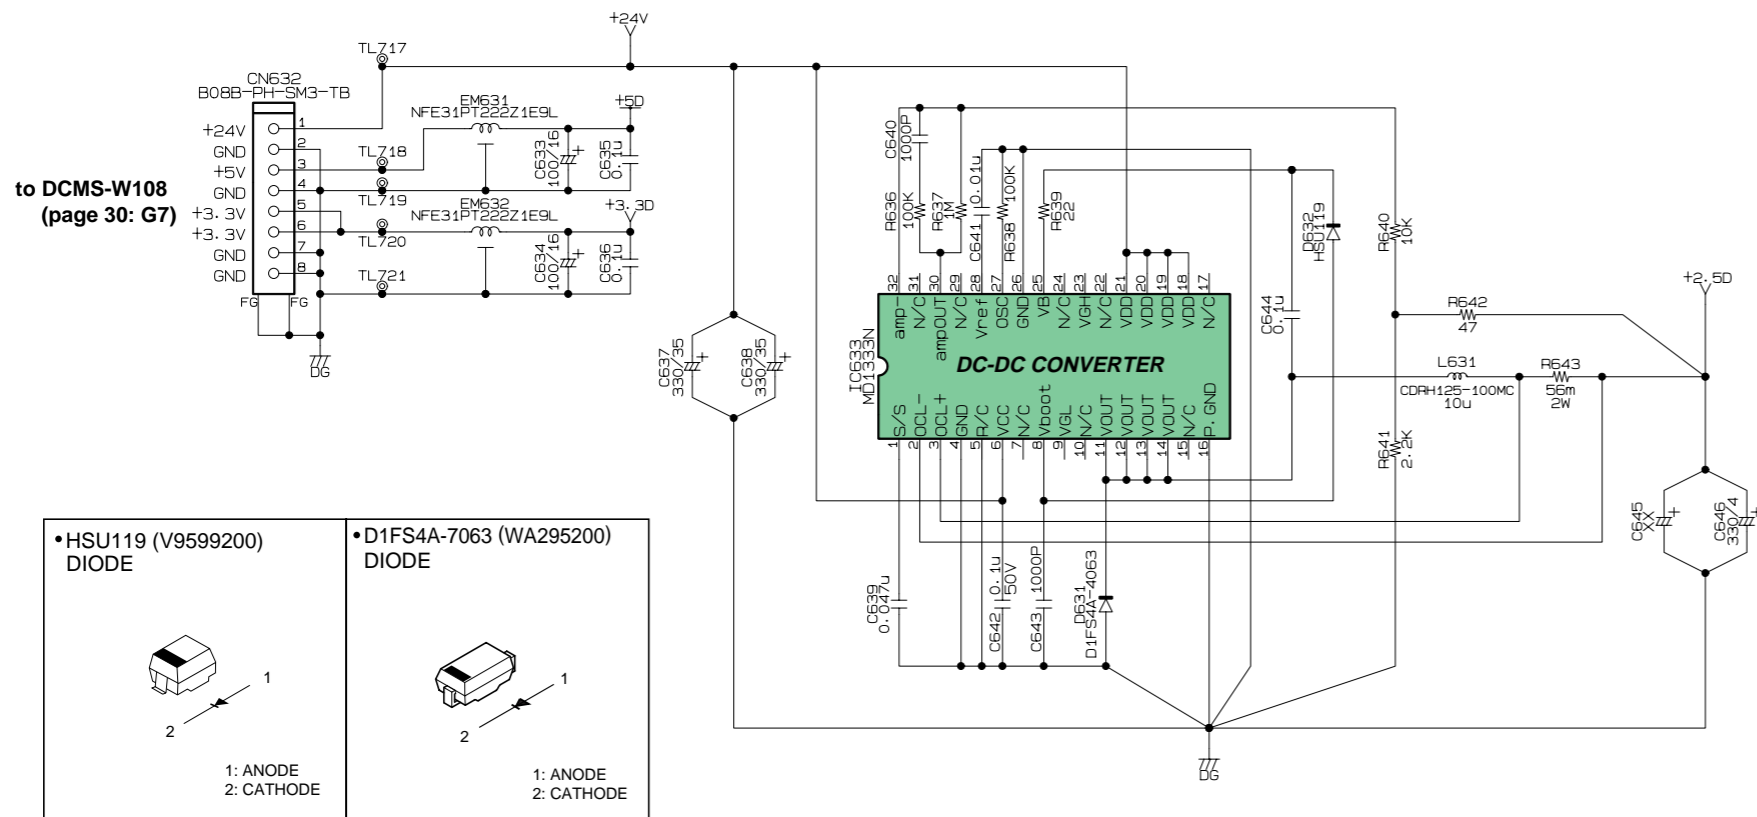 +24V
TL717
CN632
B08B-PH-SM3-TB
+24V
GND
+5V
GND
+3.3V
+3.3V
GND
GND
1
2
3
4
5
6
7
8
FG
FG
DG
to DCMS-W108
(page 30: G7)
TL718
TL719
TL720
TL721
EM631
NFE31PT222Z1E9L
+5D
C633
100/16
+
C635
0.1u
EM632
NFE31PT222Z1E9L
+3.3D
C634
100/16
+
C636
0.1u
C637
330/35
+
C638
330/35
+
C640
1000P
R636
100K
R637
1M
C641
0.01u
R638
100K
R639
22
D632
HSU119
C644
0.1u
R640
10K
R641
2.2K
+2.5D
R642
47
L631
CDRH125-100MC
10u
R643
56m
2W
C645
XX
+
C646
330/4
+
32
31
30
29
28
27
26
25
24
23
22
21
20
19
18
17
amp-
N/C
ampOUT
N/C
Vref
OSC
GND
VB
N/C
VGH
N/C
VDD
VDD
VDD
VDD
N/C
IC633
MD1333N
DC-DC CONVERTER
S/S
OCL-
OCL+
GND
R/C
VCC
N/C
Vboot
VGL
N/C
VOUT
VOUT
VOUT
VOUT
N/C
P.GND
1
2
3
4
5
6
7
8
9
10
11
12
13
14
15
16
C639
0.047u
C642
0.1u
50V
C643
1000P
D631
D1FS4A-4063
DG
•HSU119 (V9599200)
DIODE
1
2
1: ANODE
2: CATHODE
•D1FS4A-7063 (WA295200)
DIODE
1
2
1: ANODE
2: CATHODE